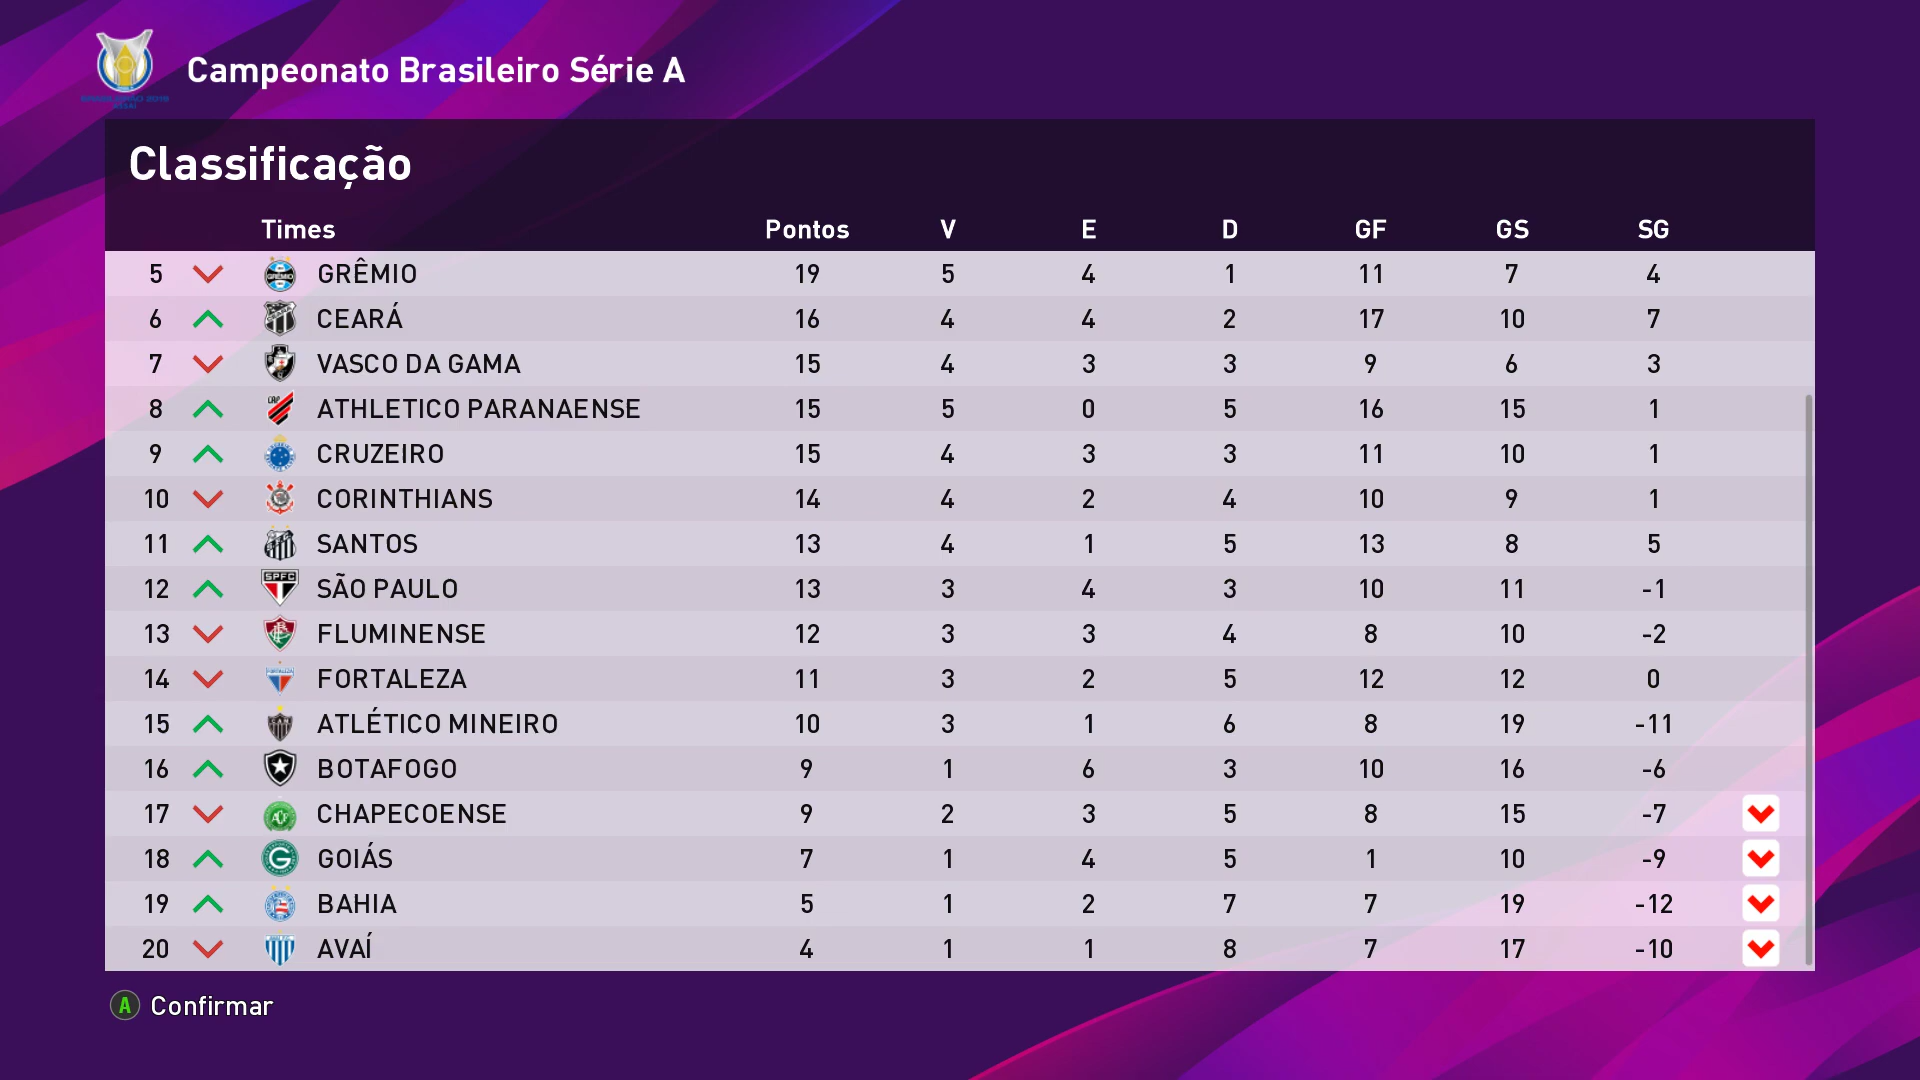 Campeonato Brasileiro Série A
Classificação
Times Pontos V E D GF GS SG
5 GRÊMIO 19 5 4 1 11 7 4
6 CEARÁ 16 4 4 2 17 10 7
7 VASCO DA GAMA 15 4 3 3 9 6 3
8 ATHLETICO PARANAENSE 15 5 0 5 16 15 1
9 CRUZEIRO 15 4 3 3 11 10 1
10 CORINTHIANS 14 4 2 4 10 9 1
11 SANTOS 13 4 1 5 13 8 5
12 SÃO PAULO 13 3 4 3 10 11 -1
13 FLUMINENSE 12 3 3 4 8 10 -2
14 FORTALEZA 11 3 2 5 12 12 0
15 ATLÉTICO MINEIRO 10 3 1 6 8 19 -11
16 BOTAFOGO 9 1 6 3 10 16 -6
17 CHAPECOENSE 9 2 3 5 8 15 -7
18 GOIÁS 7 1 4 5 1 10 -9
19 BAHIA 5 1 2 7 7 19 -12
20 AVAÍ 4 1 1 8 7 17 -10
A Confirmar